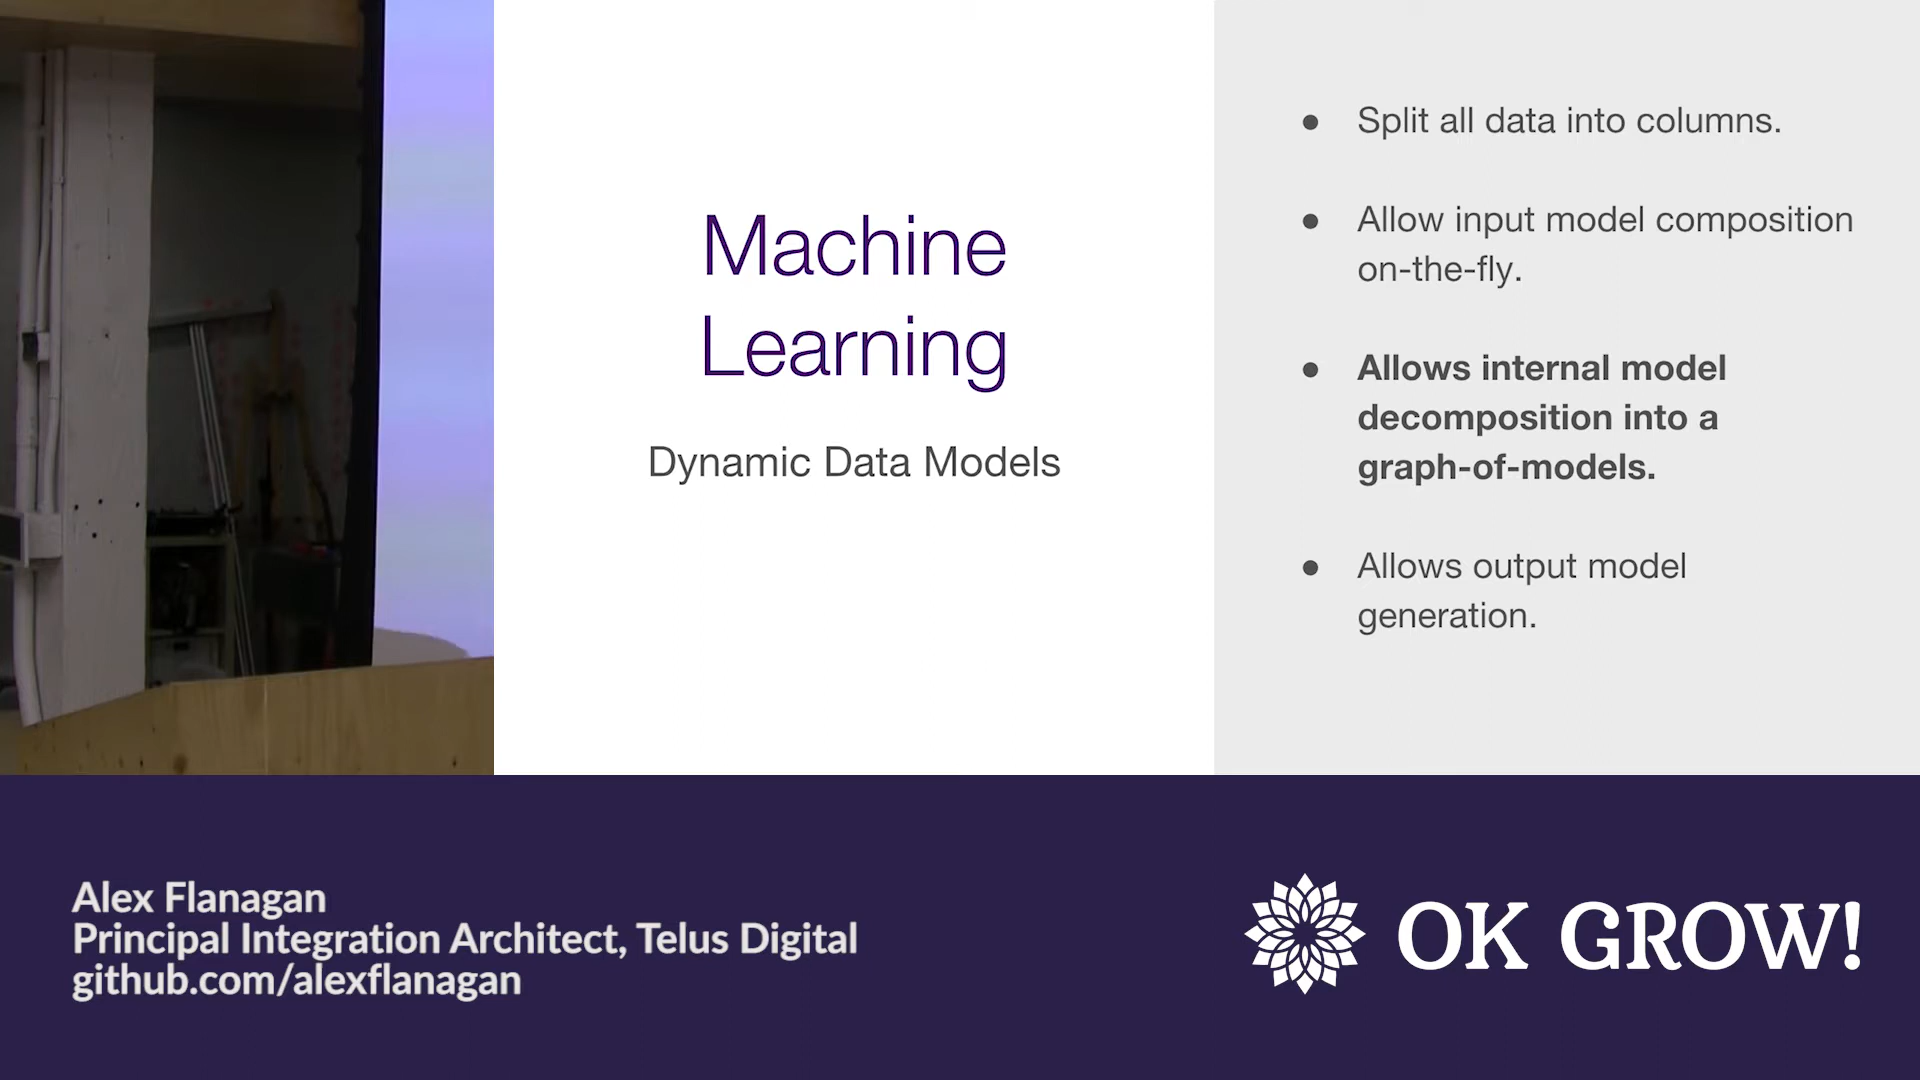 Machine
Learning
Dynamic Data Models
● Split all data into columns.
● Allow input model composition
on-the-fly.
● Allows internal model
decomposition into a
graph-of-models.
● Allows output model
generation.
Alex Flanagan
Principal Integration Architect, Telus Digital
github.com/alexflanagan
OK GROW!